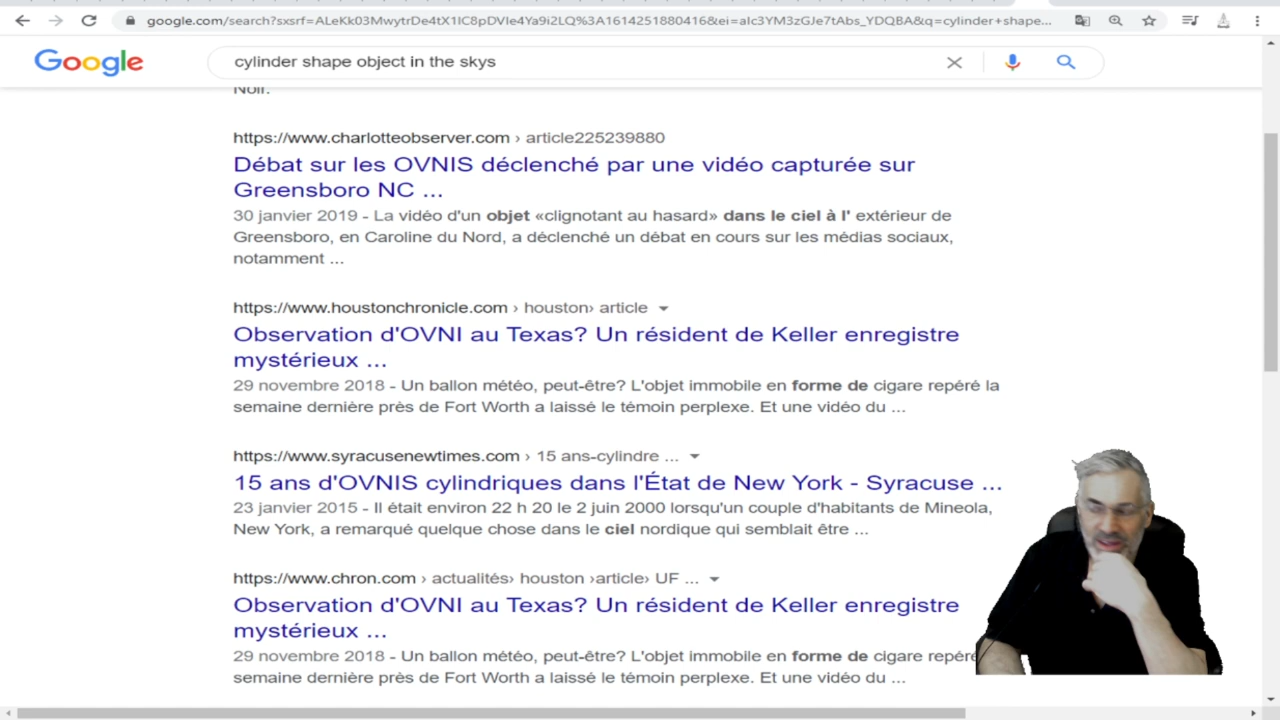 google.com/search?sxsrf=ALeKk03MwytrDe4tX1IC8pDVIe4Ya9i2LQ%3A1614251880416&ei=aIc3YM3zGJe7tAbs_YDQBA&q=cylinder+shape...
Google
cylinder shape object in the skys
Noir.
https://www.charlotteobserver.com › article225239880
Débat sur les OVNIS déclenché par une vidéo capturée sur
Greensboro NC ...
30 janvier 2019 - La vidéo d'un objet «clignotant au hasard» dans le ciel à l' extérieur de
Greensboro, en Caroline du Nord, a déclenché un débat en cours sur les médias sociaux,
notamment ...
https://www.houstonchronicle.com › houston› article
Observation d'OVNI au Texas? Un résident de Keller enregistre
mystérieux ...
29 novembre 2018 - Un ballon météo, peut-être? L'objet immobile en forme de cigare repéré la
semaine dernière près de Fort Worth a laissé le témoin perplexe. Et une vidéo du ...
https://www.syracusenewtimes.com › 15 ans-cylindre ...
15 ans d'OVNIS cylindriques dans l'État de New York - Syracuse ...
23 janvier 2015 - Il était environ 22 h 20 le 2 juin 2000 lorsqu'un couple d'habitants de Mineola,
New York, a remarqué quelque chose dans le ciel nordique qui semblait être ...
https://www.chron.com › actualités› houston ›article› UF ...
Observation d'OVNI au Texas? Un résident de Keller enregistre
mystérieux ...
29 novembre 2018 - Un ballon météo, peut-être? L'objet immobile en forme de cigare repéré
semaine dernière près de Fort Worth a laissé le témoin perplexe. Et une vidéo du ...